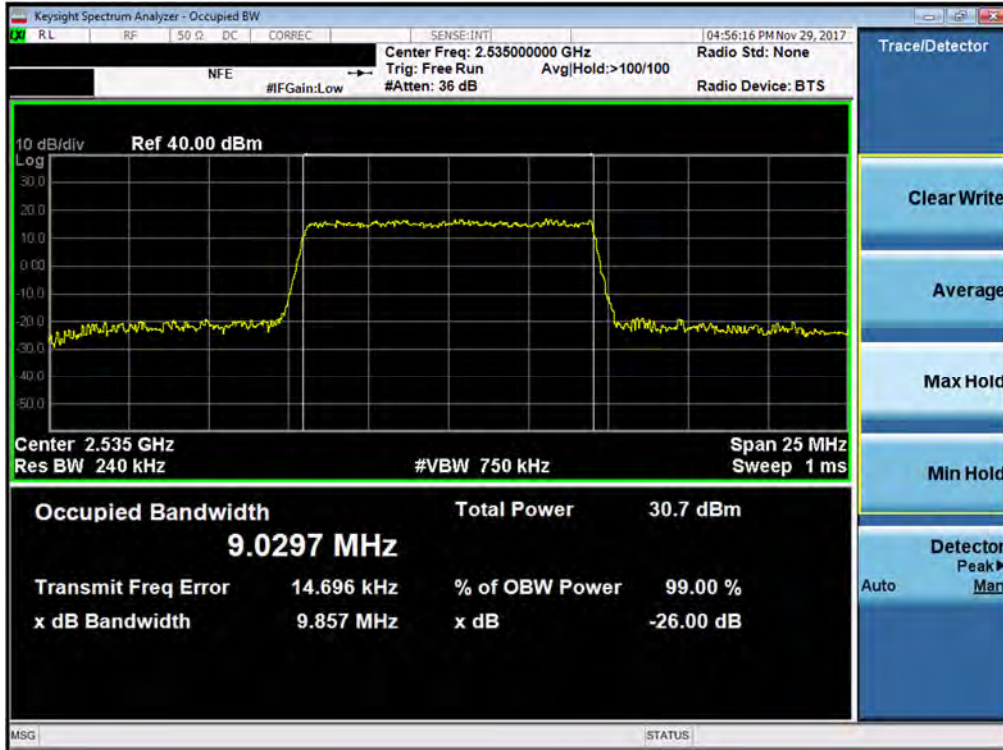 Keysight Spectrum Analyzer - Occupied BW
LXI RL RF 50 Ω DC CORREC SENSE:INT 04:56:16 PM Nov 29, 2017
Center Freq: 2.535000000 GHz Radio Std: None
NFE Trig: Free Run Avg|Hold:>100/100
#IFGain:Low #Atten: 36 dB Radio Device: BTS
10 dB/div Ref 40.00 dBm
Log
30.0
20.0
10.0
0.00
-10.0
-20.0
-30.0
-40.0
-50.0
Center 2.535 GHz Span 25 MHz
Res BW 240 kHz #VBW 750 kHz Sweep 1 ms
Occupied Bandwidth Total Power 30.7 dBm
9.0297 MHz
Transmit Freq Error 14.696 kHz % of OBW Power 99.00 %
x dB Bandwidth 9.857 MHz x dB -26.00 dB
Trace/Detector
Clear Write
Average
Max Hold
Min Hold
Detector
Peak▶
Auto Man
MSG STATUS